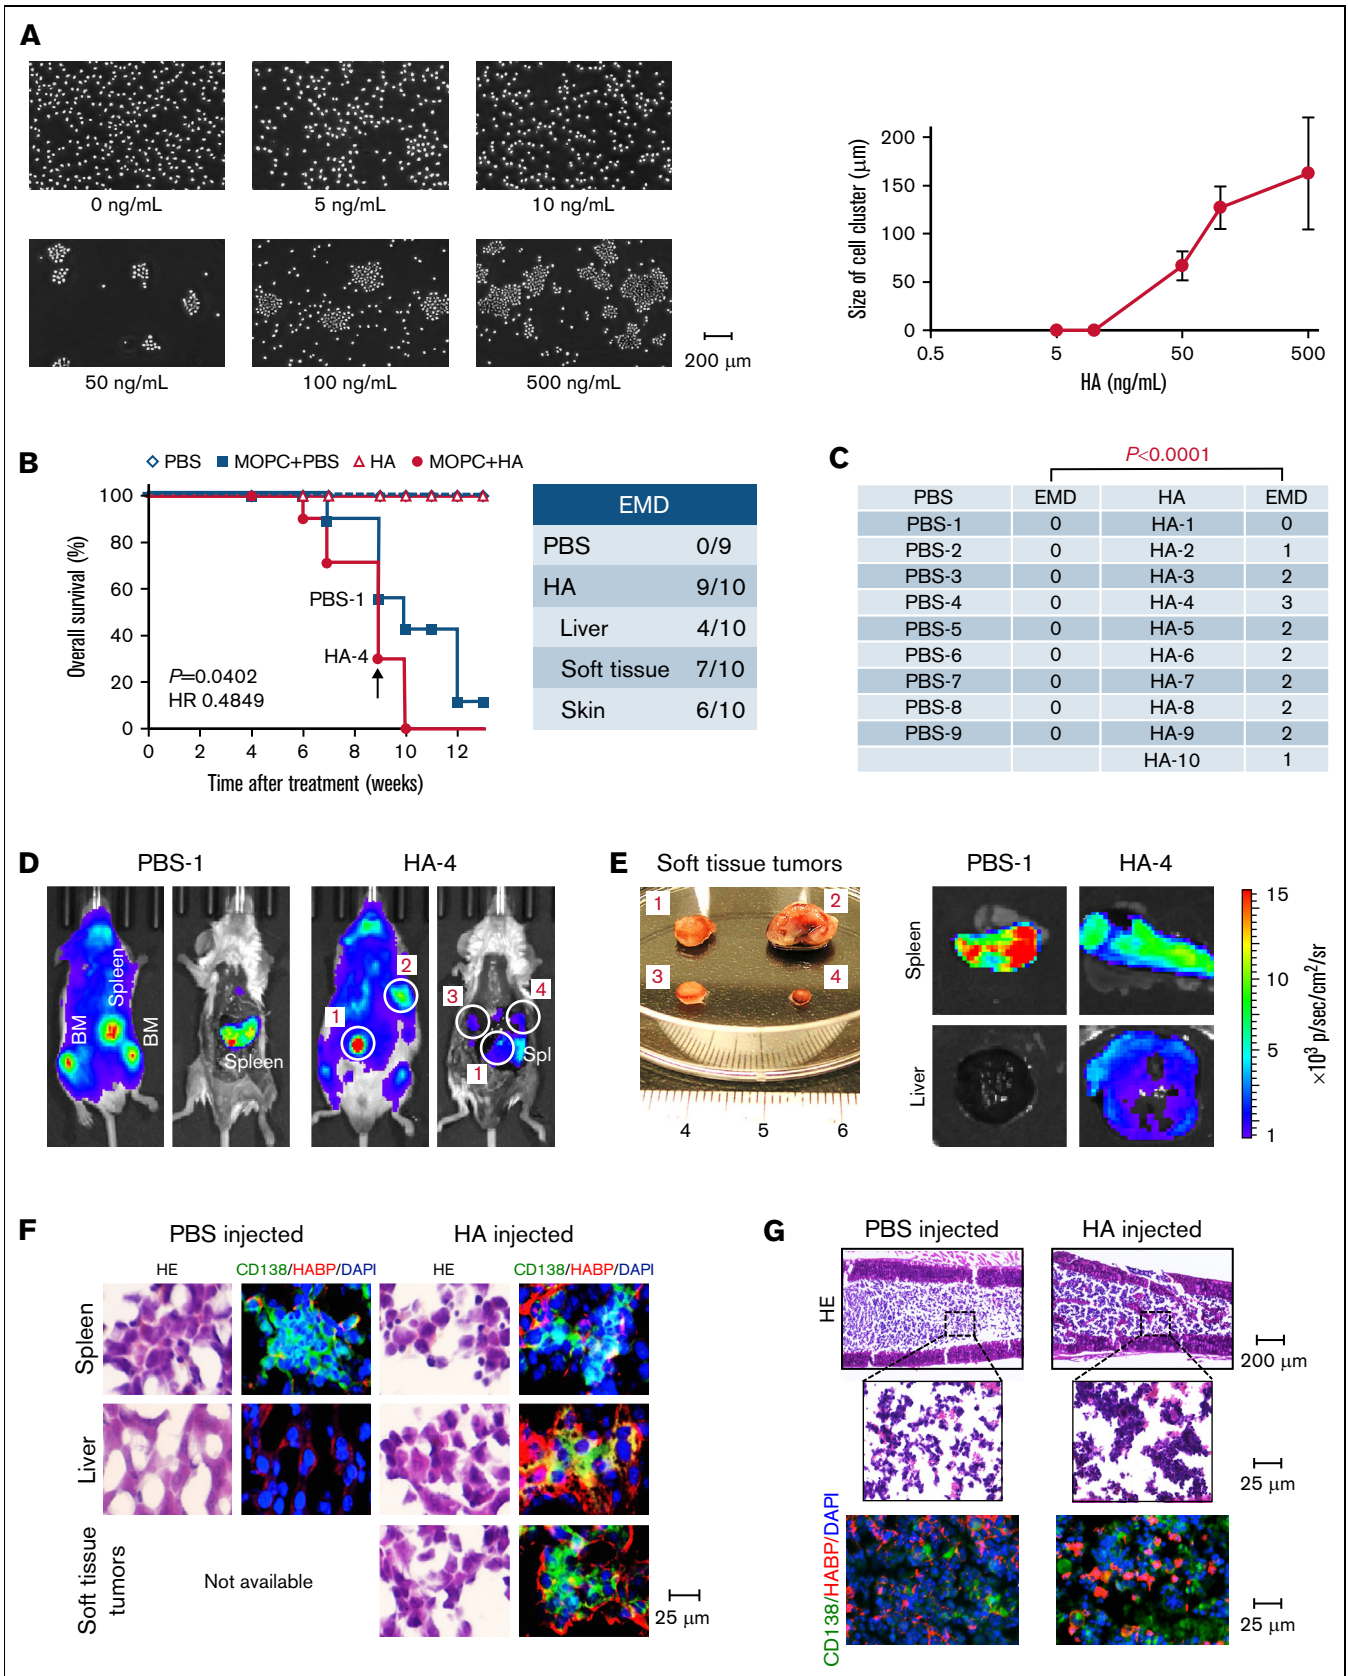 A
0 ng/mL
5 ng/mL
10 ng/mL
50 ng/mL
100 ng/mL
500 ng/mL
200 μm
Size of cell cluster (μm)
200
150
100
50
0
0.5
5
50
500
HA (ng/mL)
B
PBS
MOPC+PBS
HA
MOPC+HA
Overall survival (%)
100
80
60
40
20
0
PBS-1
HA-4
P=0.0402
HR 0.4849
0 2 4 6 8 10 12
Time after treatment (weeks)
EMD
PBS 0/9
HA 9/10
Liver 4/10
Soft tissue 7/10
Skin 6/10
C
P<0.0001
PBS EMD HA EMD
PBS-1 0 HA-1 0
PBS-2 0 HA-2 1
PBS-3 0 HA-3 2
PBS-4 0 HA-4 3
PBS-5 0 HA-5 2
PBS-6 0 HA-6 2
PBS-7 0 HA-7 2
PBS-8 0 HA-8 2
PBS-9 0 HA-9 2
HA-10 1
D
PBS-1
HA-4
BM
Spleen
BM
Spleen
1
2
3
4
1
Spl
E
Soft tissue tumors
1
2
3
4
4 5 6
PBS-1
HA-4
Spleen
Liver
15
10
5
1
×10³ p/sec/cm²/sr
F
PBS injected
HA injected
HE
CD138/HABP/DAPI
HE
CD138/HABP/DAPI
Spleen
Liver
Soft tissue
tumors
Not available
25 μm
G
PBS injected
HA injected
HE
200 μm
25 μm
CD138/HABP/DAPI
25 μm